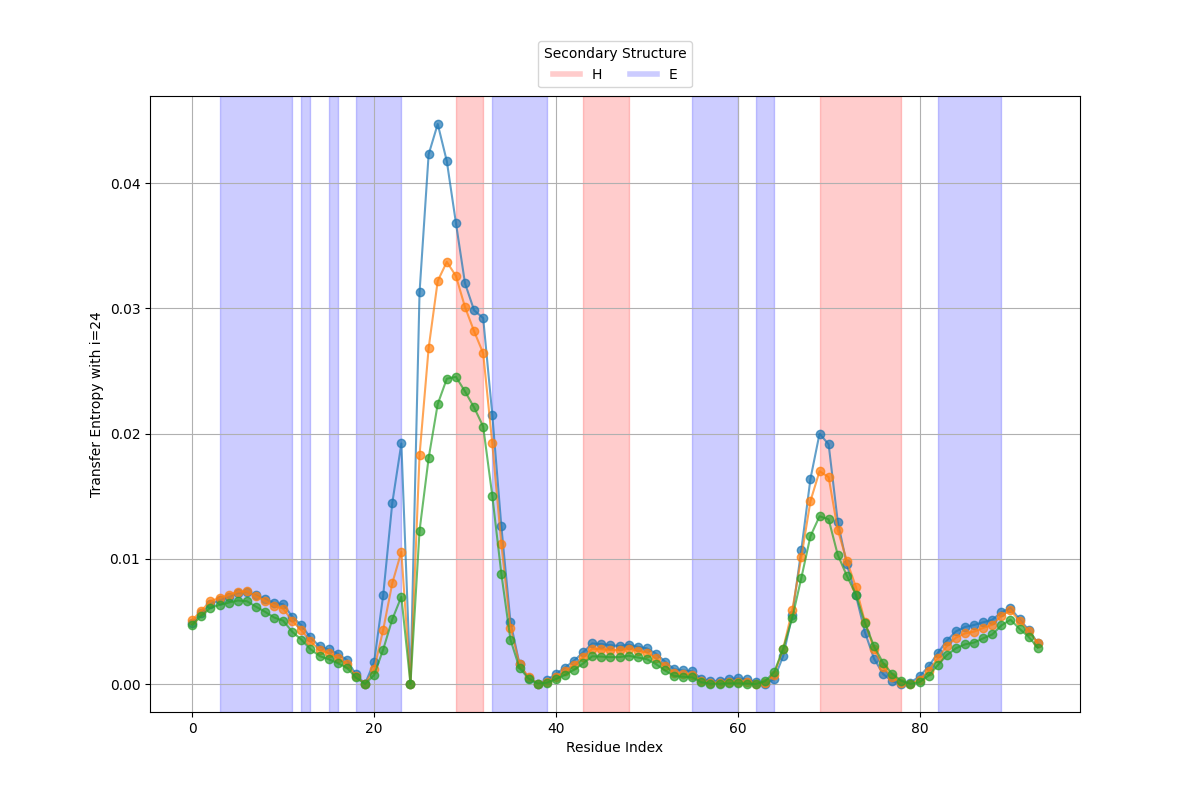 Secondary Structure
H E
Transfer Entropy with i=24
0.04
0.03
0.02
0.01
0.00
0 20 40 60 80
Residue Index